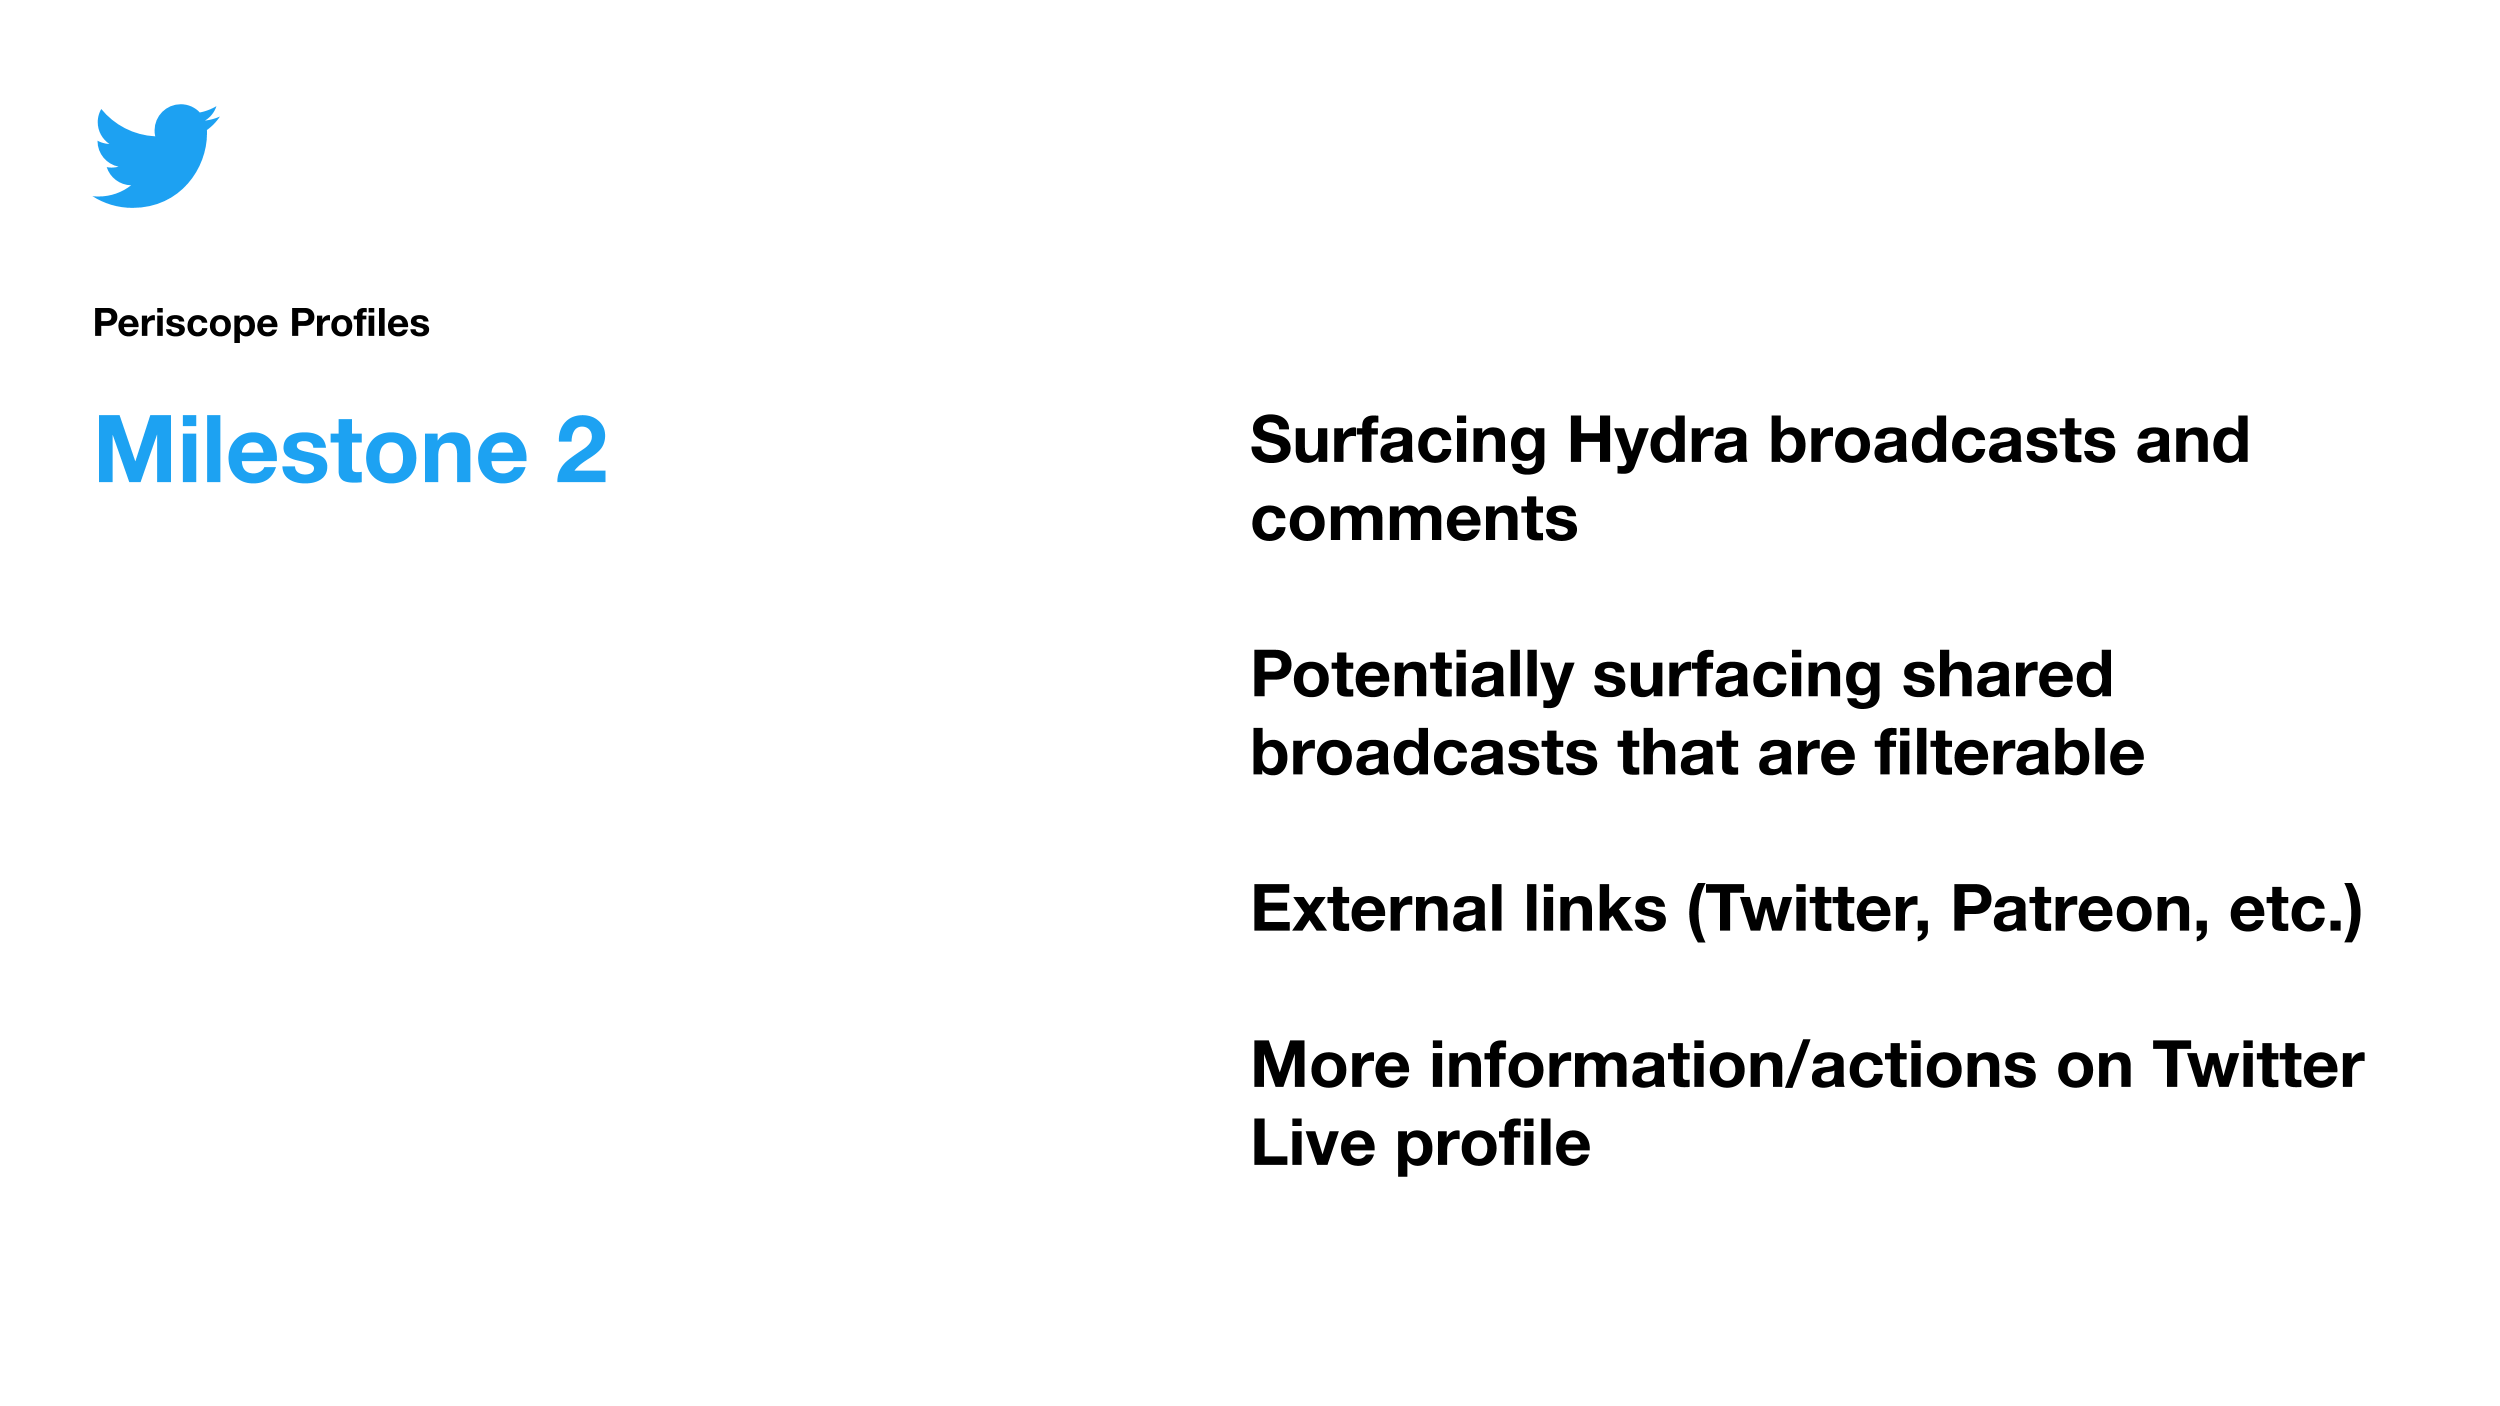 Periscope Profiles
Milestone 2
Surfacing Hydra broadcasts and
comments
Potentially surfacing shared
broadcasts that are filterable
External links (Twitter, Patreon, etc.)
More information/actions on Twitter
Live profile